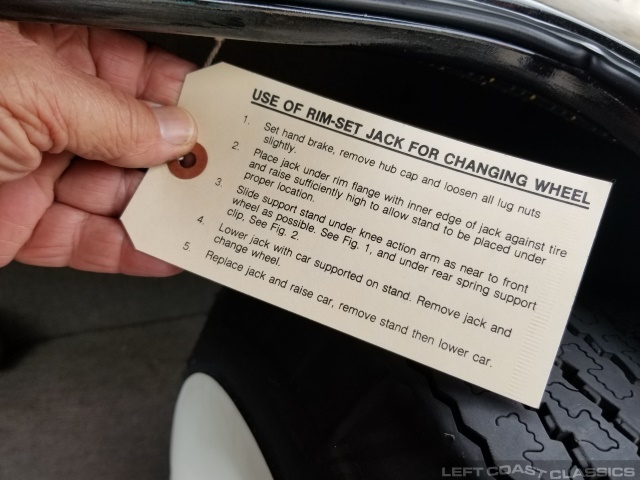 USE OF RIM-SET JACK FOR CHANGING WHEEL
1. Set hand brake, remove hub cap and loosen all lug nuts
slightly.
2. Place jack under rim flange with inner edge of jack against tire
and raise sufficiently high to allow stand to be placed under
proper location.
3. Slide support stand under knee action arm as near to front
wheel as possible. See Fig. 1, and under rear spring support
clip. See Fig. 2.
4. Lower jack with car supported on stand. Remove jack and
change wheel.
5. Replace jack and raise car, remove stand then lower car.
LEFT COAST CLASSICS